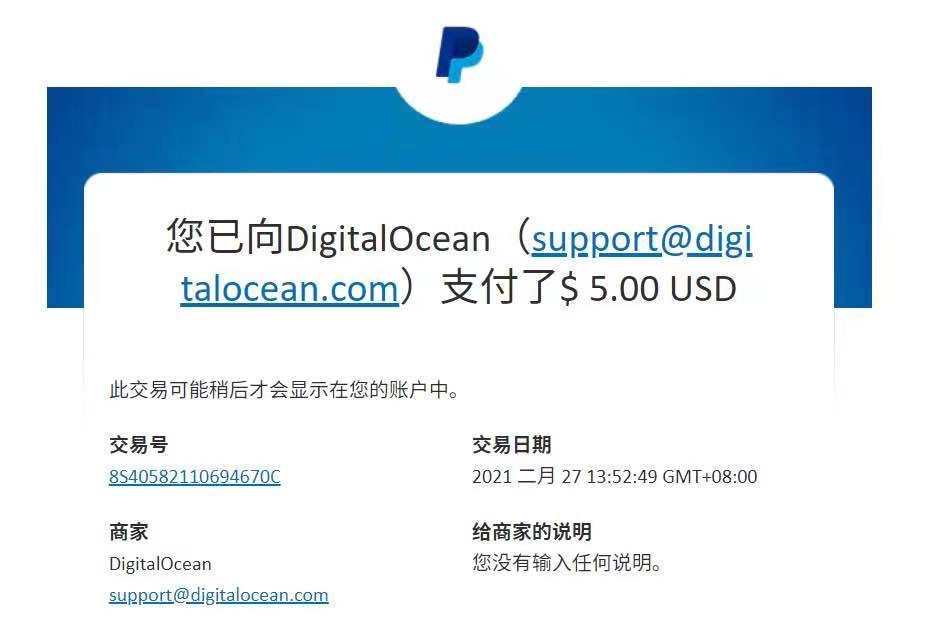 您已向DigitalOcean（support@digi
talocean.com）支付了$ 5.00 USD
此交易可能稍后才会显示在您的账户中。
交易号
8S40582110694670C
交易日期
2021 二月 27 13:52:49 GMT+08:00
商家
DigitalOcean
support@digitalocean.com
给商家的说明
您没有输入任何说明。